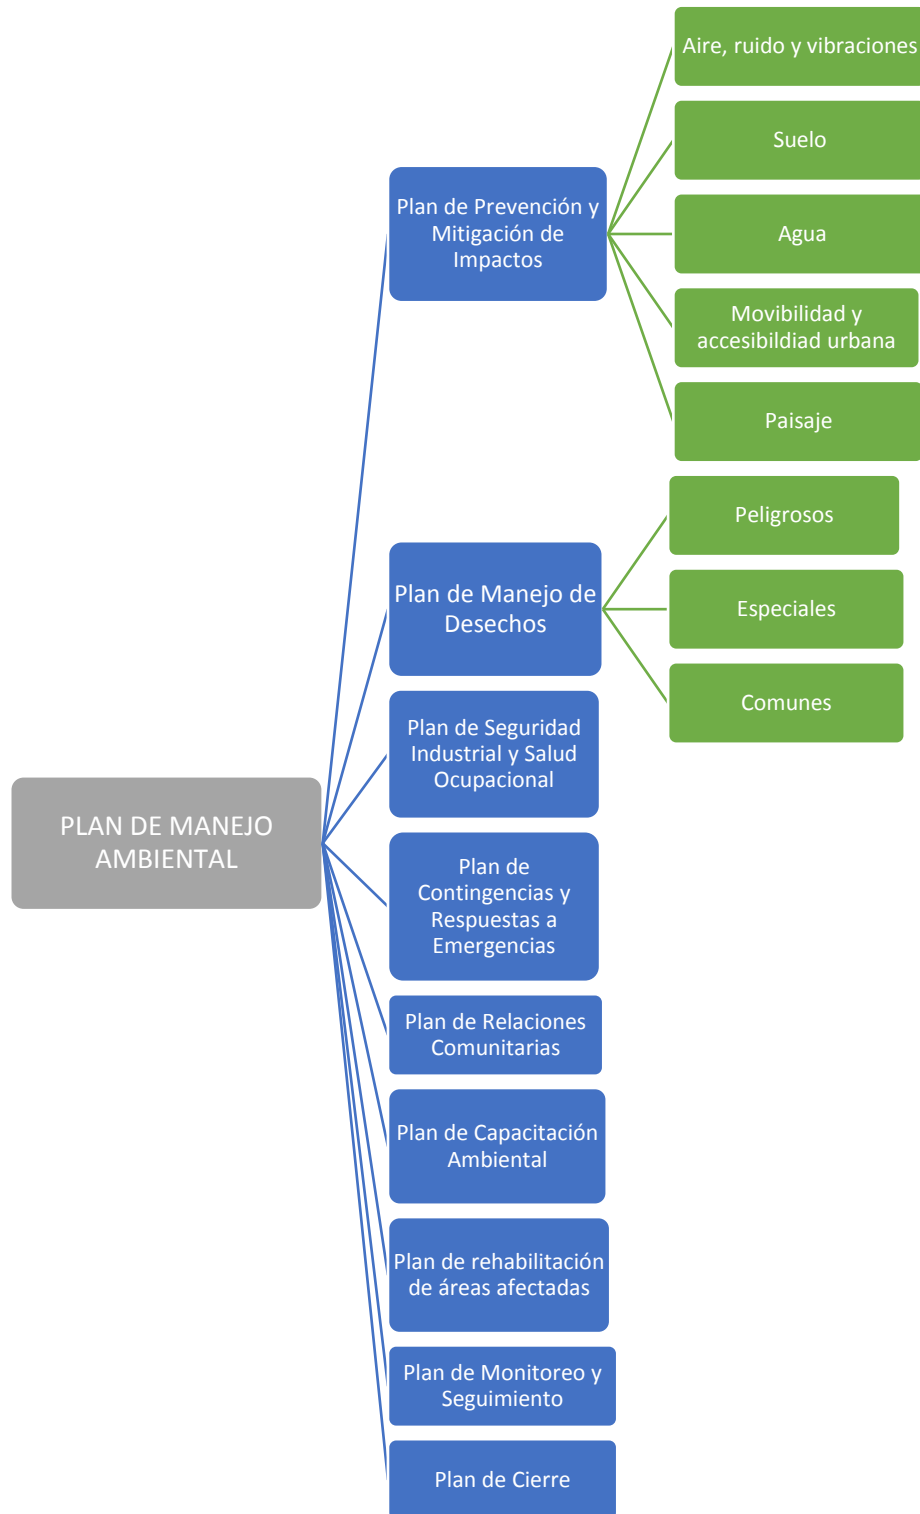 Aire, ruido y vibraciones
Suelo
Plan de Prevención y
Mitigación de
Impactos
Agua
Movibilidad y
accesibildiad urbana
Paisaje
Peligrosos
Plan de Manejo de
Desechos
Especiales
Comunes
Plan de Seguridad
Industrial y Salud
Ocupacional
PLAN DE MANEJO
AMBIENTAL
Plan de
Contingencias y
Respuestas a
Emergencias
Plan de Relaciones
Comunitarias
Plan de Capacitación
Ambiental
Plan de rehabilitación
de áreas afectadas
Plan de Monitoreo y
Seguimiento
Plan de Cierre